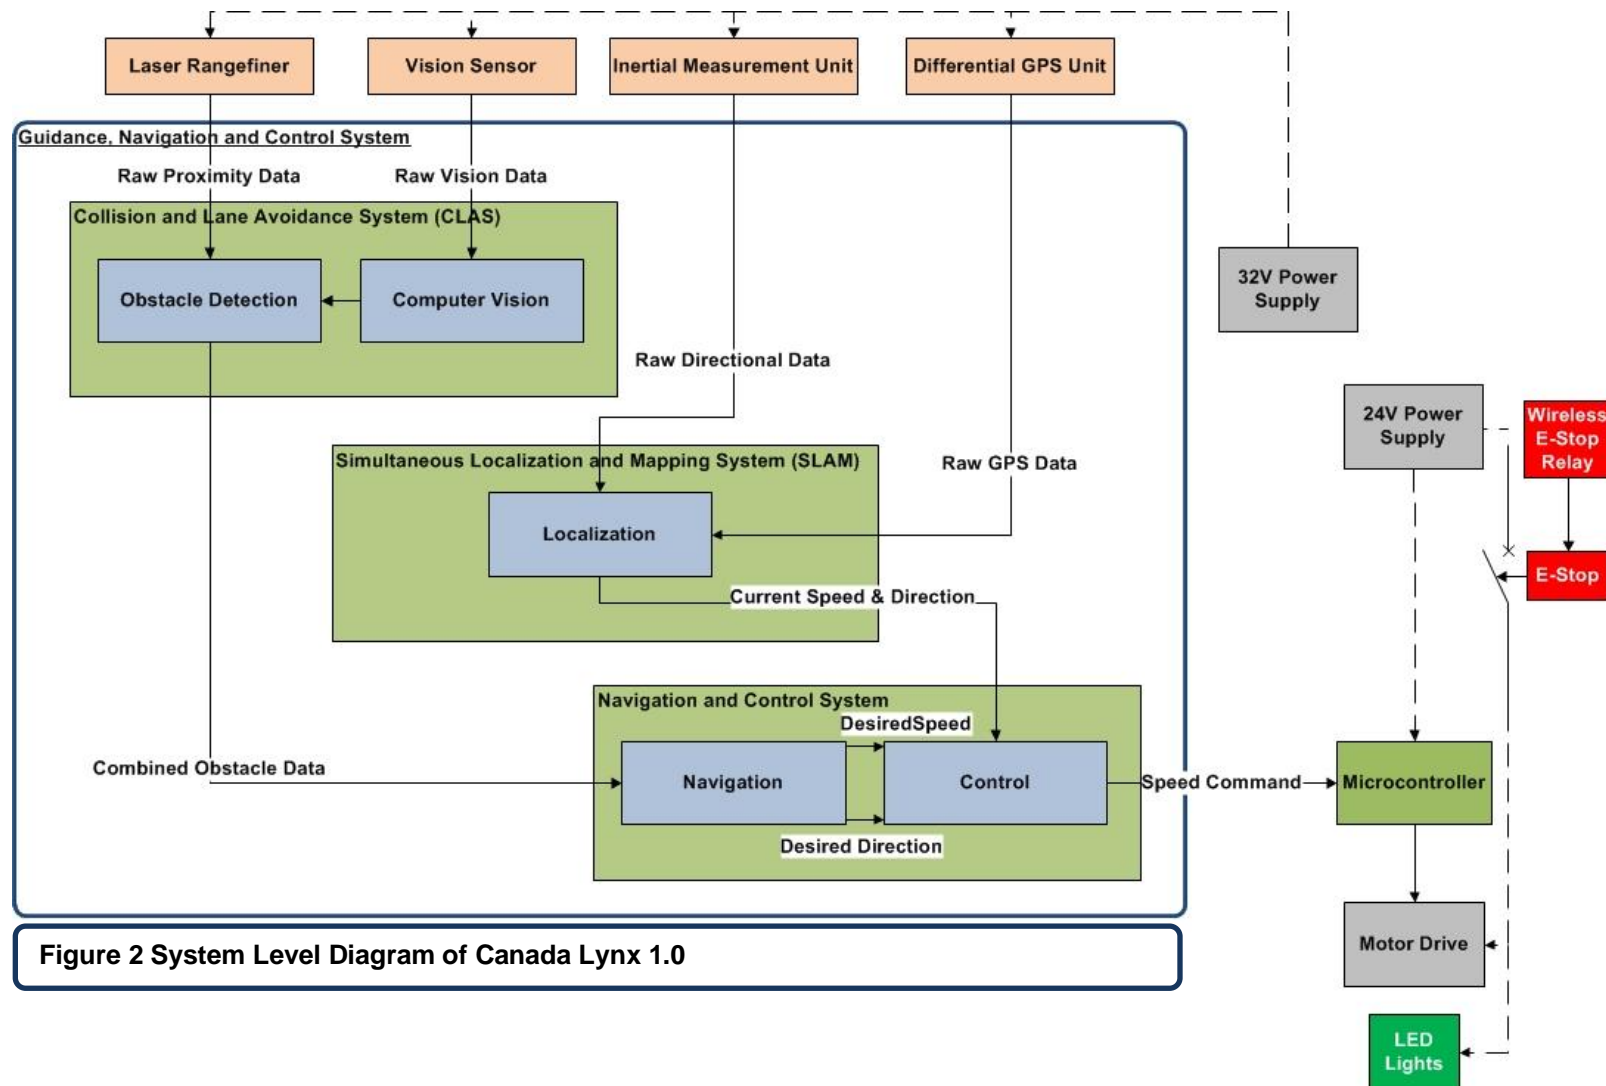 Laser Rangefiner
Vision Sensor
Inertial Measurement Unit
Differential GPS Unit
Guidance, Navigation and Control System
Raw Proximity Data
Raw Vision Data
Collision and Lane Avoidance System (CLAS)
Obstacle Detection
Computer Vision
32V Power
Supply
Raw Directional Data
24V Power
Supply
Wireless
E-Stop
Relay
Simultaneous Localization and Mapping System (SLAM)
Raw GPS Data
Localization
E-Stop
Current Speed & Direction
Navigation and Control System
DesiredSpeed
Combined Obstacle Data
Navigation
Control
Speed Command
Microcontroller
Desired Direction
Motor Drive
Figure 2 System Level Diagram of Canada Lynx 1.0
LED
Lights